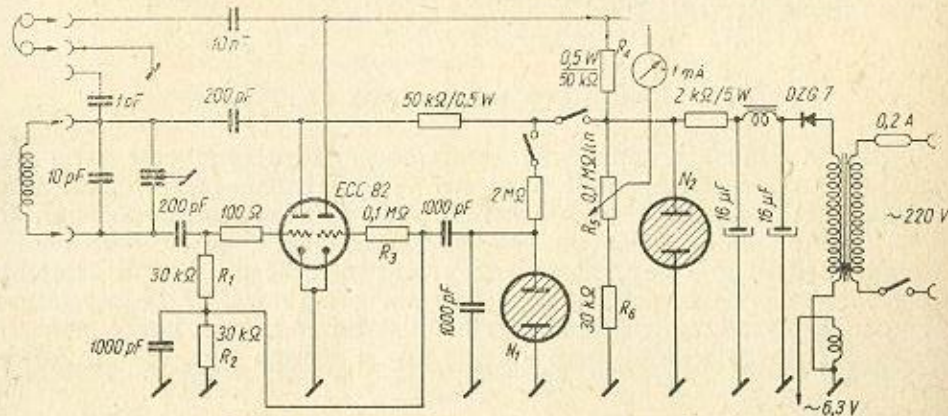 10 nF
0,5 W
50 kΩ
R4
1 mA
1 pF
200 pF
50 kΩ/0,5 W
2 kΩ/5 W
DZG 7
0,2 A
10 pF
ECC 82
2 MΩ
0,1 MΩ lin
R5
N2
16 µF
16 µF
~220 V
200 pF
100 Ω
0,1 MΩ
R3
1000 pF
30 kΩ
R1
1000 pF
30 kΩ
R2
1000 pF
N1
30 kΩ
R6
~6,3 V